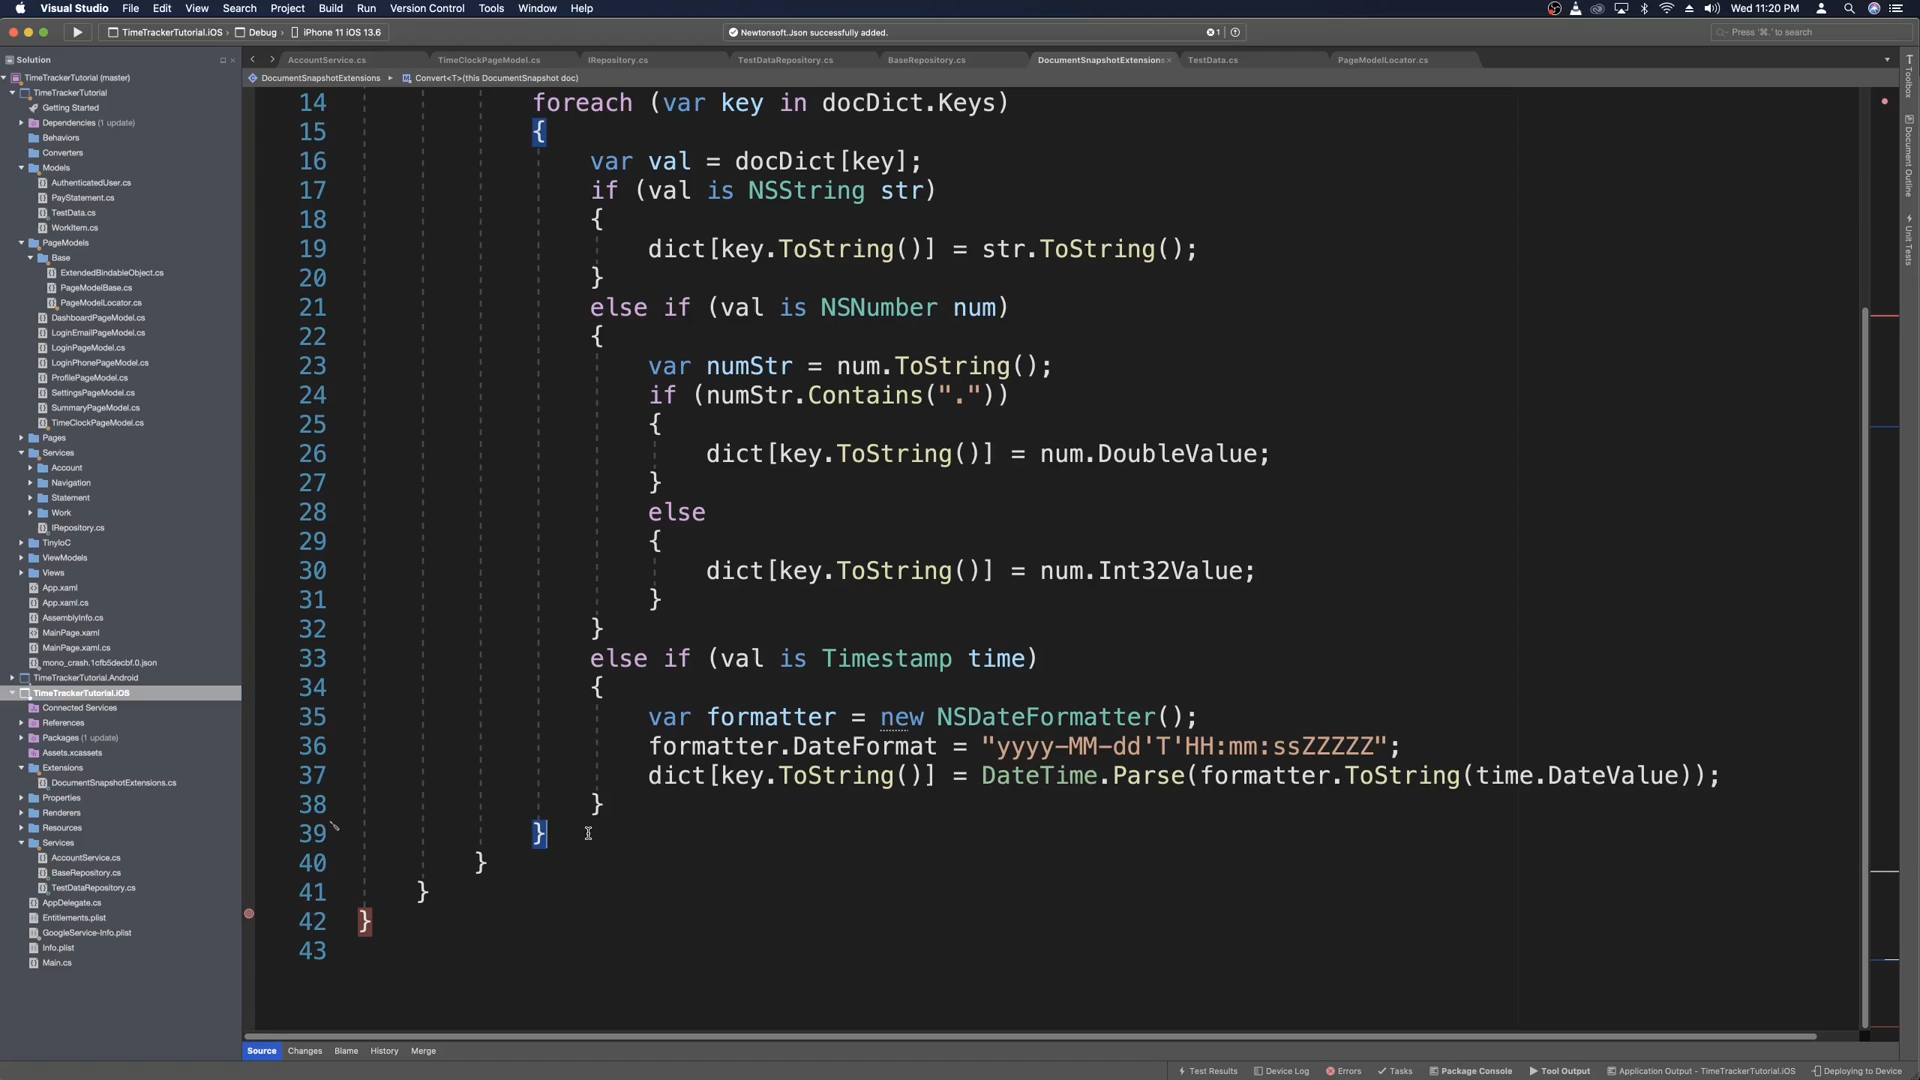 Visual Studio File Edit View Search Project Build Run Version Control Tools Window Help Wed 11:20 PM
TimeTrackerTutorial.iOS › Debug › iPhone 11 iOS 13.6 Newtonsoft.Json successfully added. 1 Press '⌘.' to search
Solution AccountService.cs TimeClockPageModel.cs IRepository.cs TestDataRepository.cs BaseRepository.cs DocumentSnapshotExtensions TestData.cs PageModelLocator.cs
DocumentSnapshotExtensions Convert<T>(this DocumentSnapshot doc)
TimeTrackerTutorial (master)
TimeTrackerTutorial
Getting Started
Dependencies (1 update)
Behaviors
Converters
Models
AuthenticatedUser.cs
PayStatement.cs
TestData.cs
WorkItem.cs
PageModels
Base
ExtendedBindableObject.cs
PageModelBase.cs
PageModelLocator.cs
DashboardPageModel.cs
LoginEmailPageModel.cs
LoginPageModel.cs
LoginPhonePageModel.cs
ProfilePageModel.cs
SettingsPageModel.cs
SummaryPageModel.cs
TimeClockPageModel.cs
Pages
Services
Account
Navigation
Statement
Work
IRepository.cs
TinyIoC
ViewModels
Views
App.xaml
App.xaml.cs
AssemblyInfo.cs
MainPage.xaml
MainPage.xaml.cs
mono_crash.1cfb5decbf.0.json
TimeTrackerTutorial.Android
TimeTrackerTutorial.iOS
Connected Services
References
Packages (1 update)
Assets.xcassets
Extensions
DocumentSnapshotExtensions.cs
Properties
Renderers
Resources
Services
AccountService.cs
BaseRepository.cs
TestDataRepository.cs
AppDelegate.cs
Entitlements.plist
GoogleService-Info.plist
Info.plist
Main.cs
14 foreach (var key in docDict.Keys)
15 {
16 var val = docDict[key];
17 if (val is NSString str)
18 {
19 dict[key.ToString()] = str.ToString();
20 }
21 else if (val is NSNumber num)
22 {
23 var numStr = num.ToString();
24 if (numStr.Contains("."))
25 {
26 dict[key.ToString()] = num.DoubleValue;
27 }
28 else
29 {
30 dict[key.ToString()] = num.Int32Value;
31 }
32 }
33 else if (val is Timestamp time)
34 {
35 var formatter = new NSDateFormatter();
36 formatter.DateFormat = "yyyy-MM-dd'T'HH:mm:ssZZZZZ";
37 dict[key.ToString()] = DateTime.Parse(formatter.ToString(time.DateValue));
38 }
39 }
40 }
41 }
42 }
43
Toolbox
Document Outline
Unit Tests
Source Changes Blame History Merge
Test Results Device Log Errors Tasks Package Console Tool Output Application Output - TimeTrackerTutorial.iOS Deploying to Device